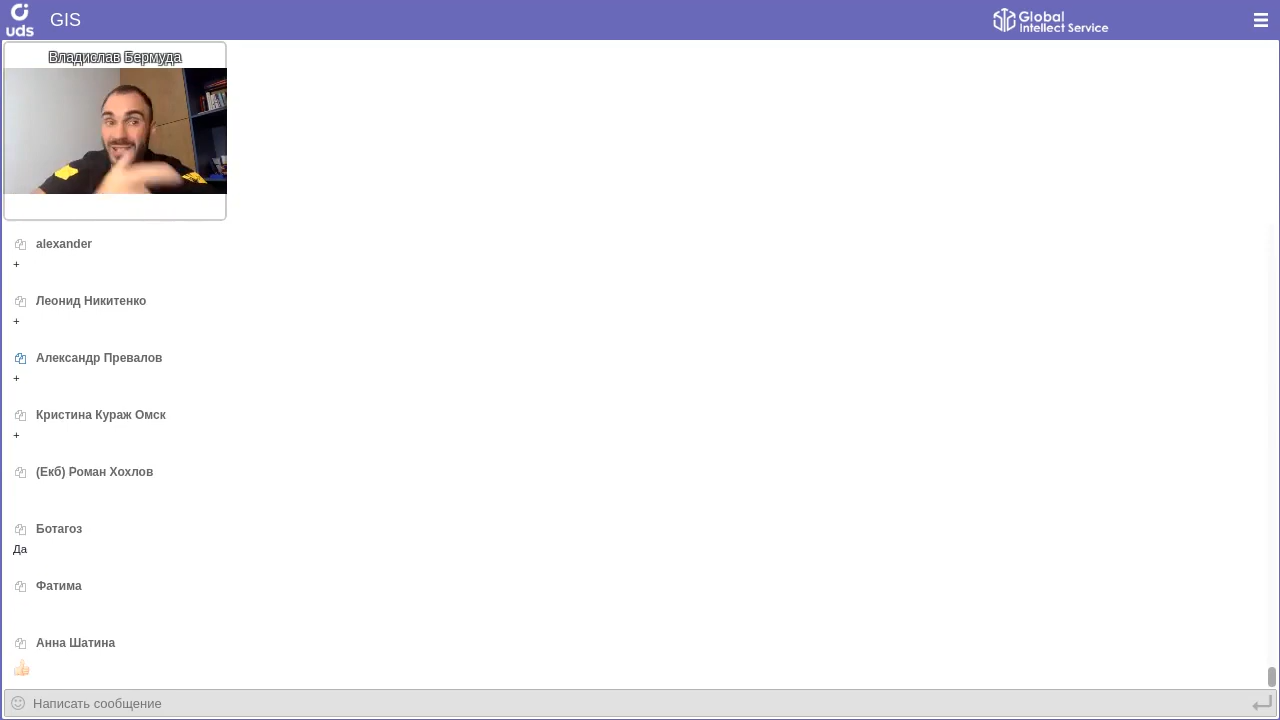 uds
GIS
Global
Intellect Service
Владислав Бермуда
alexander
+
Леонид Никитенко
+
Александр Превалов
+
Кристина Кураж Омск
+
(Екб) Роман Хохлов
Ботагоз
Да
Фатима
Анна Шатина
Написать сообщение